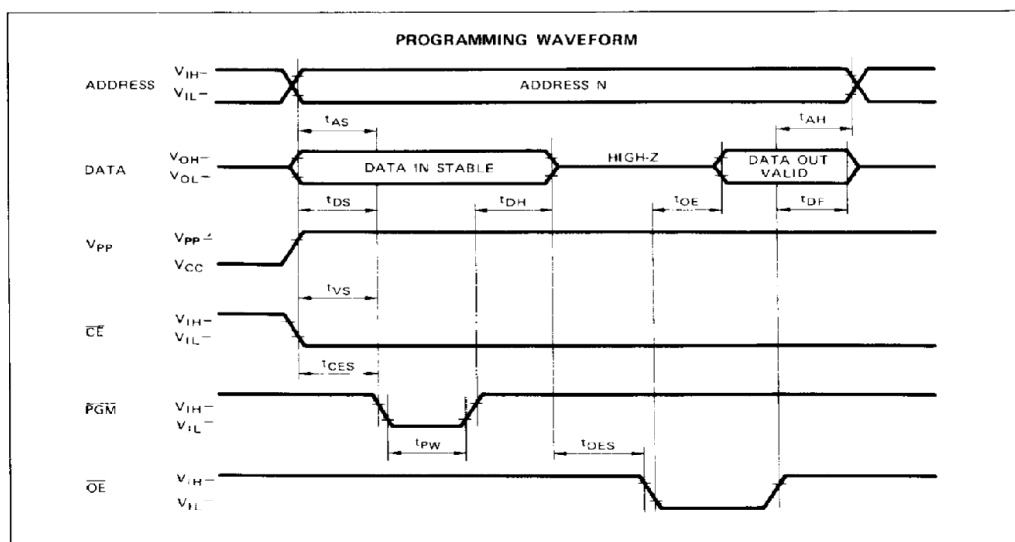 PROGRAMMING WAVEFORM
ADDRESS
VIH
VIL
ADDRESS N
tAS
tAH
DATA
VOH
VOL
DATA IN STABLE
HIGH-Z
DATA OUT
VALID
tDS
tDH
tOE
tDF
VPP
VPP
VCC
tVS
CE
VIH
VIL
tCES
PGM
VIH
VIL
tPW
tOES
OE
VIH
VIL